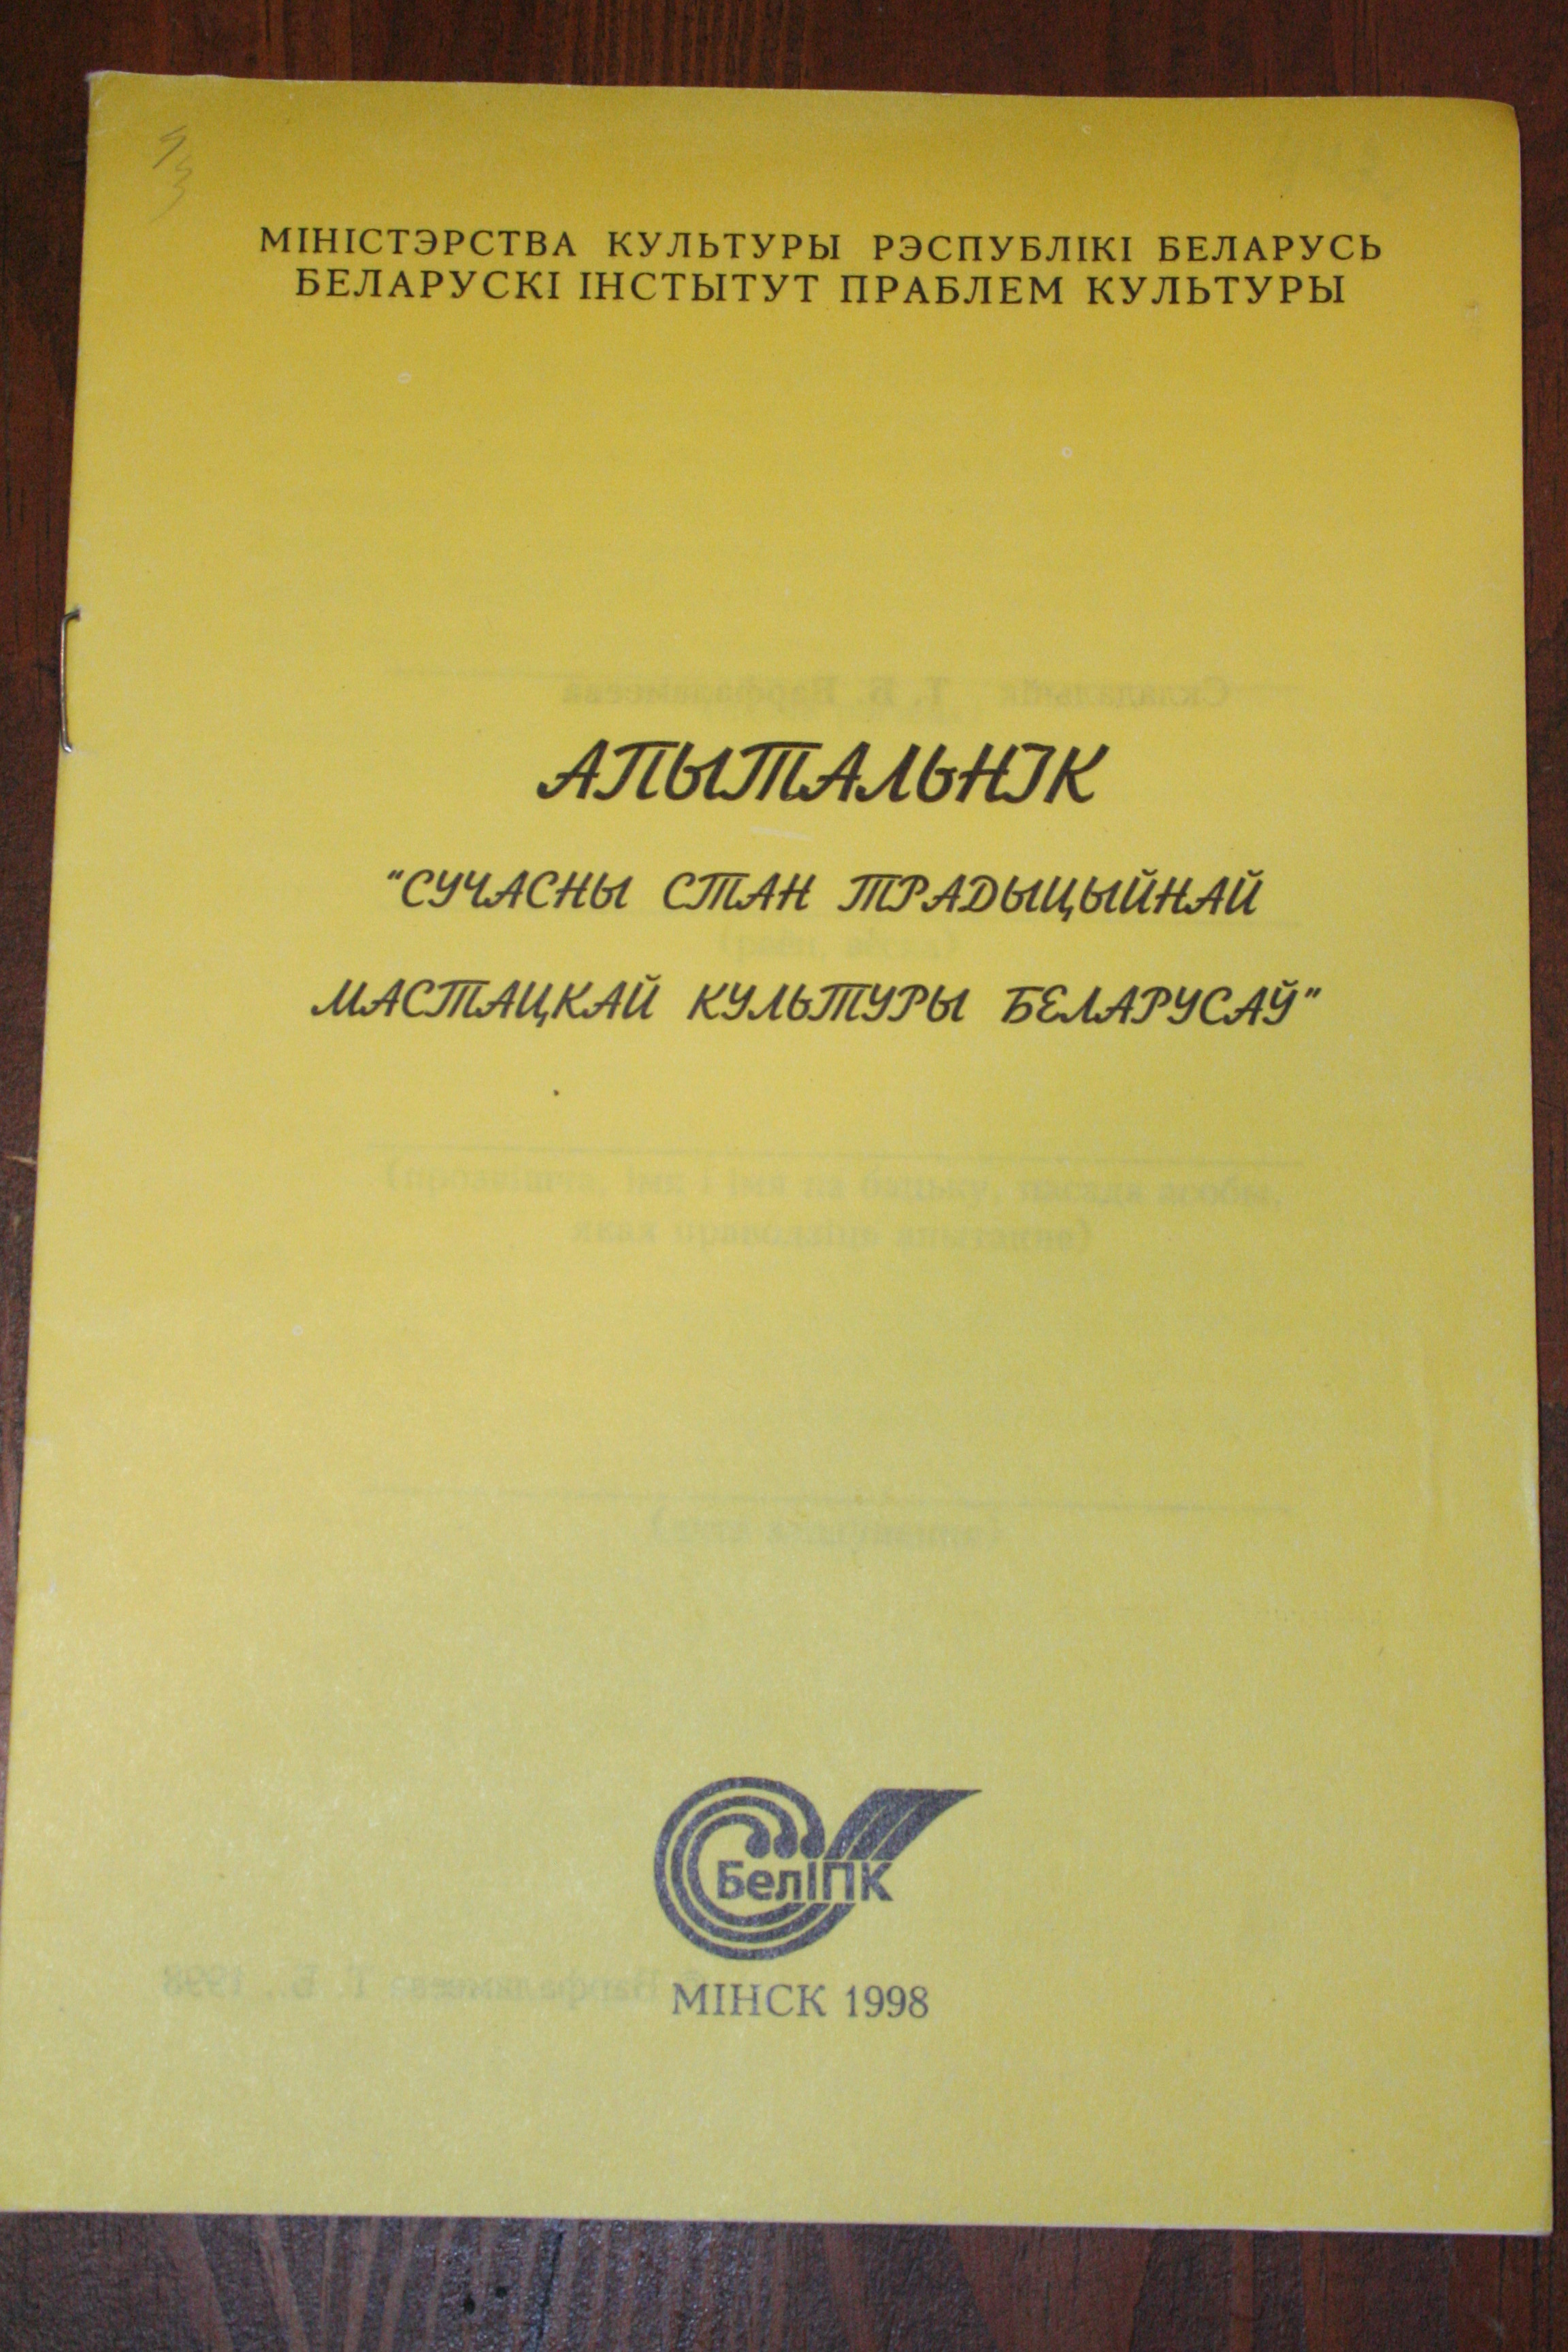 МІНІСТЭРСТВА КУЛЬТУРЫ РЭСПУБЛІКІ БЕЛАРУСЬ
БЕЛАРУСКІ ІНСТЫТУТ ПРАБЛЕМ КУЛЬТУРЫ
АПЫТАЛЬНІК
"СУЧАСНЫ СТАН ТРАДЫЦЫЙНАЙ
МАСТАЦКАЙ КУЛЬТУРЫ БЕЛАРУСАЎ"
БелІПК
МІНСК 1998